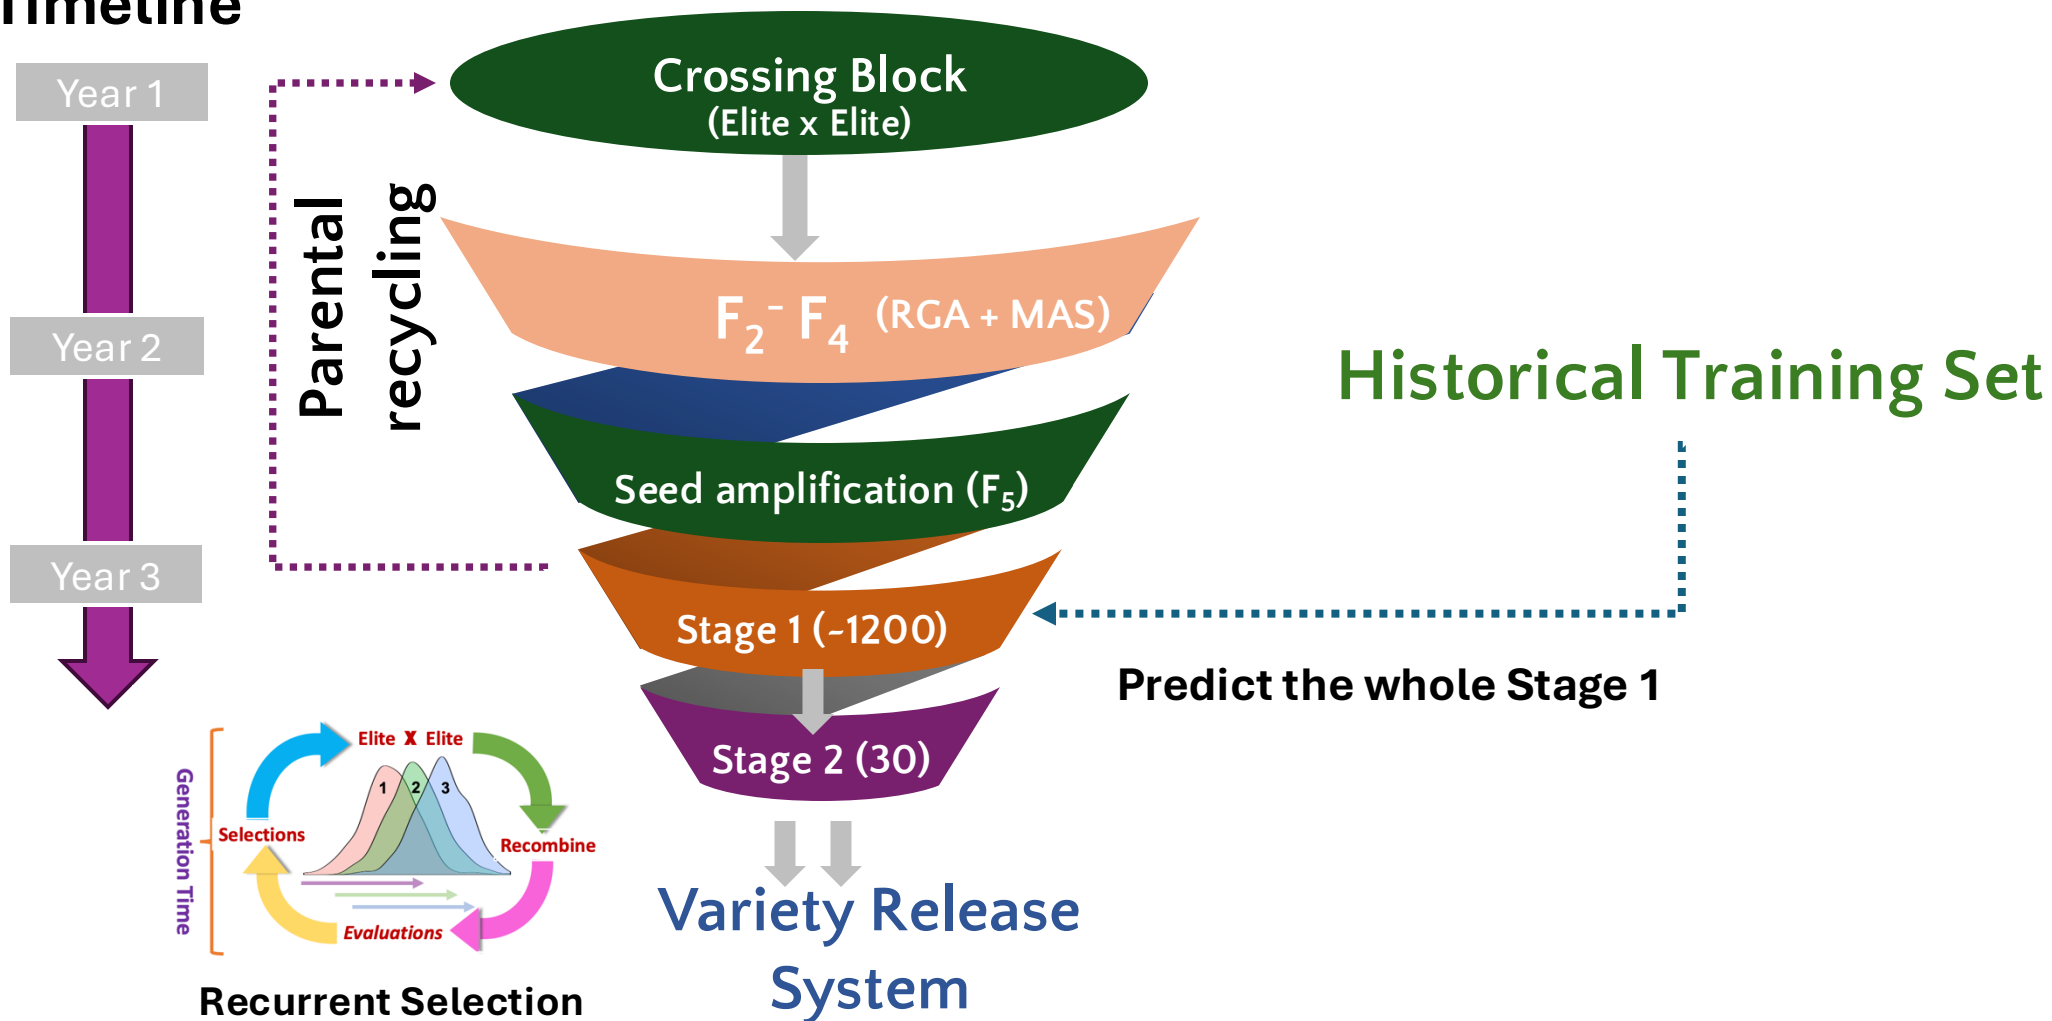 Timeline
Year 1
Year 2
Year 3
Parental
recycling
Crossing Block
(Elite x Elite)
F₂⁻ F₄ (RGA + MAS)
Seed amplification (F₅)
Stage 1 (~1200)
Stage 2 (30)
Variety Release
System
Historical Training Set
Predict the whole Stage 1
Generation Time
Elite X Elite
1 2 3
Selections
Recombine
Evaluations
Recurrent Selection